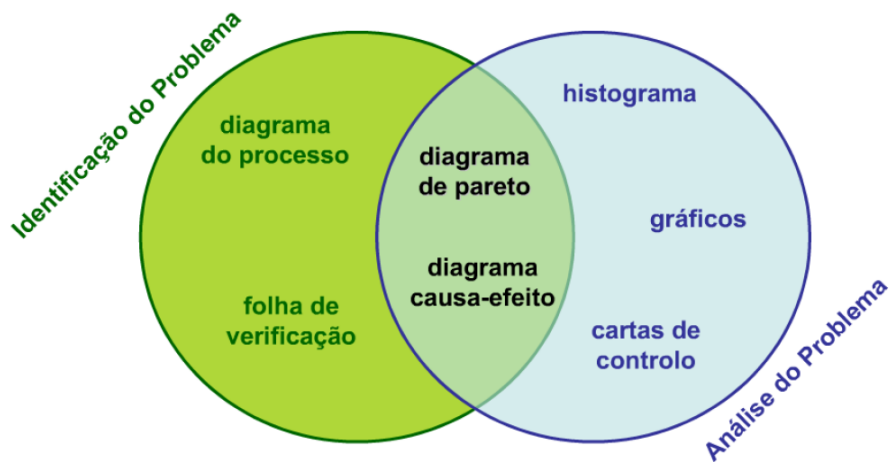 Identificação do Problema
diagrama
do processo
folha de
verificação
diagrama
de pareto
diagrama
causa-efeito
histograma
gráficos
cartas de
controlo
Análise do Problema